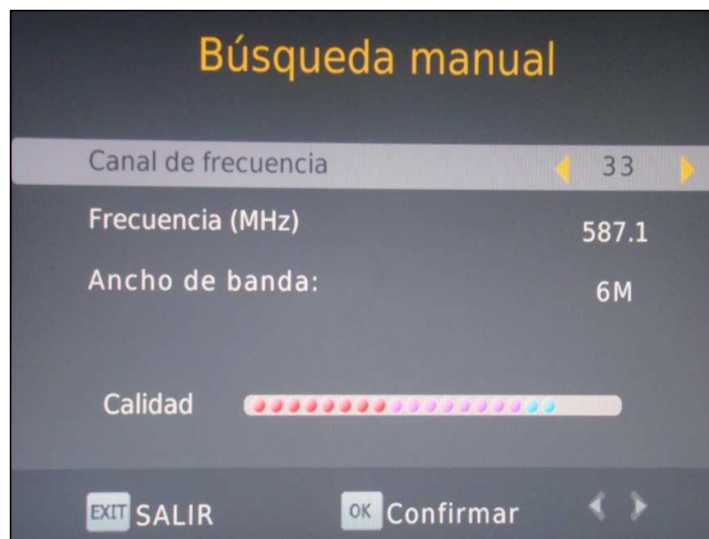 Búsqueda manual
Canal de frecuencia 33
Frecuencia (MHz) 587.1
Ancho de banda: 6M
Calidad
EXIT SALIR OK Confirmar